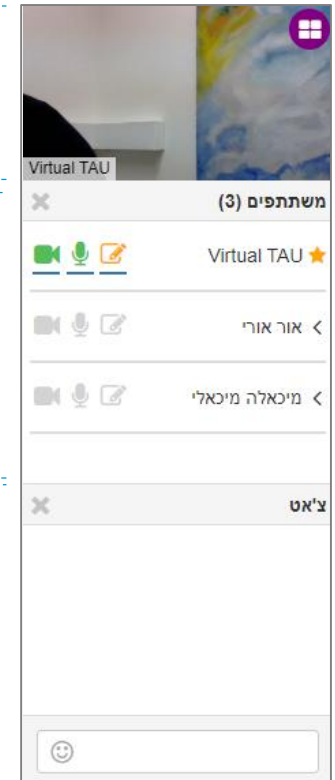 Virtual TAU
משתתפים (3)
Virtual TAU
אור אורי
מיכאלה מיכאלי
צ'אט